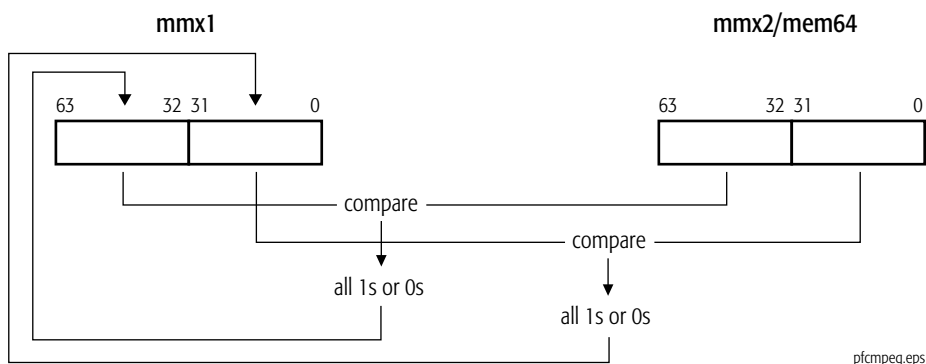 mmx1 mmx2/mem64
63 32 31 0 63 32 31 0
compare
compare
all 1s or 0s
all 1s or 0s
pfcmpeq.eps